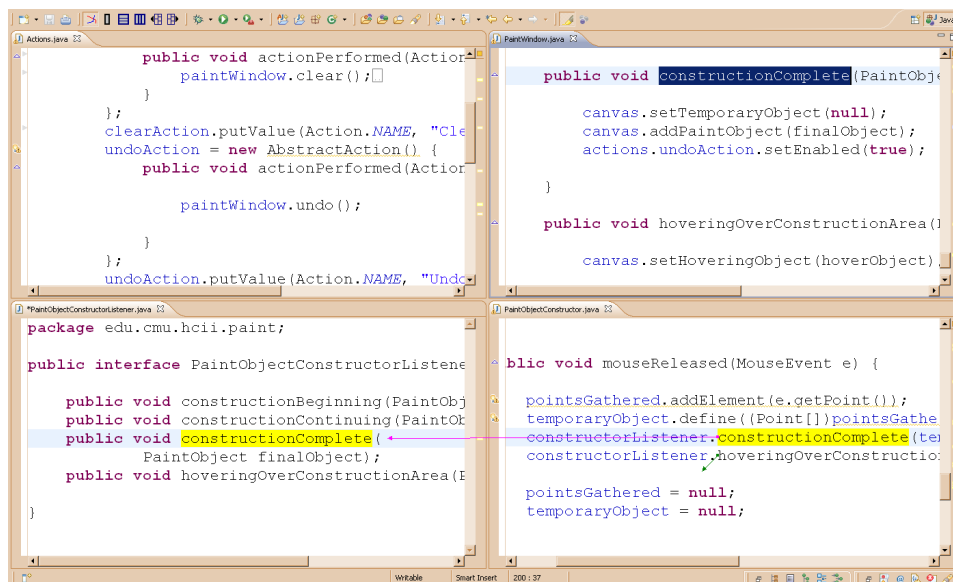 Java
Actions.java
public void actionPerformed(Action
paintWindow.clear();
}
};
clearAction.putValue(Action.NAME, "Cle
undoAction = new AbstractAction() {
public void actionPerformed(Action
paintWindow.undo();
}
};
undoAction.putValue(Action.NAME, "Undo
PaintWindow.java
public void constructionComplete(PaintObje
canvas.setTemporaryObject(null);
canvas.addPaintObject(finalObject);
actions.undoAction.setEnabled(true);
}
public void hoveringOverConstructionArea(
canvas.setHoveringObject(hoverObject)
*PaintObjectConstructorListener.java
package edu.cmu.hcii.paint;
public interface PaintObjectConstructorListene
public void constructionBeginning(PaintObj
public void constructionContinuing(PaintOb
public void constructionComplete(
PaintObject finalObject);
public void hoveringOverConstructionArea(P
}
PaintObjectConstructor.java
blic void mouseReleased(MouseEvent e) {
pointsGathered.addElement(e.getPoint());
temporaryObject.define((Point[])pointsGathe
constructorListener.constructionComplete(te
constructorListener.hoveringOverConstruction
pointsGathered = null;
temporaryObject = null;
Writable
Smart Insert
200 : 37